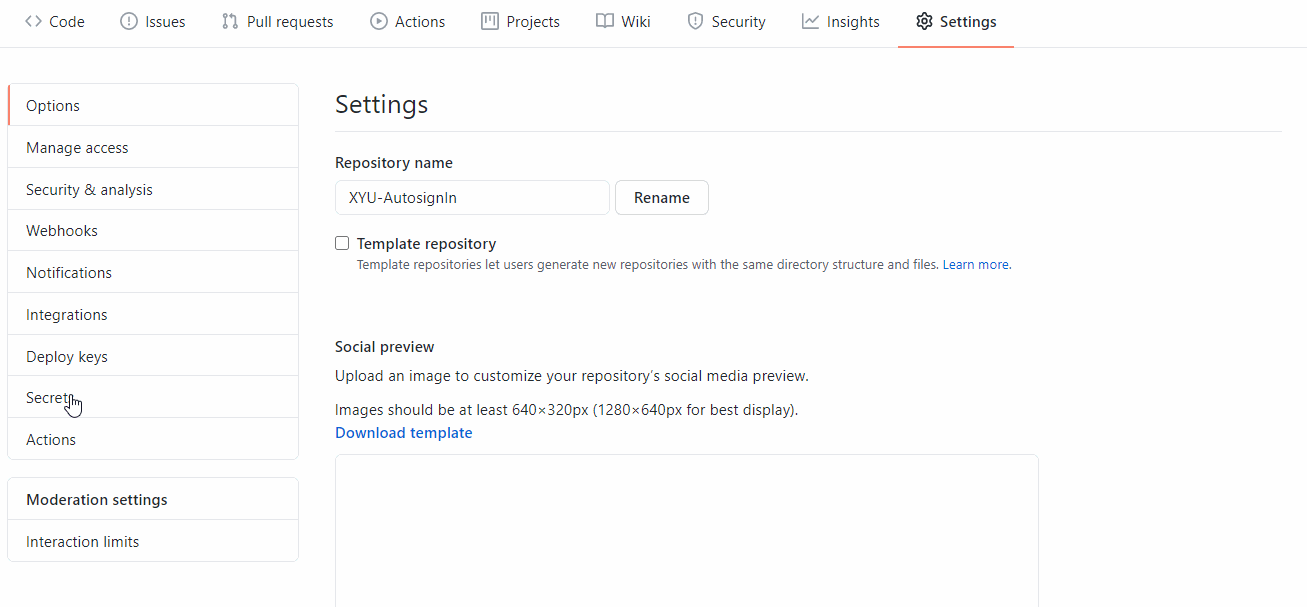 Code Issues Pull requests Actions Projects Wiki Security Insights Settings
Options
Manage access
Security & analysis
Webhooks
Notifications
Integrations
Deploy keys
Secret
Actions
Moderation settings
Interaction limits
Settings
Repository name
XYU-AutosignIn Rename
Template repository
Template repositories let users generate new repositories with the same directory structure and files. Learn more.
Social preview
Upload an image to customize your repository’s social media preview.
Images should be at least 640×320px (1280×640px for best display).
Download template